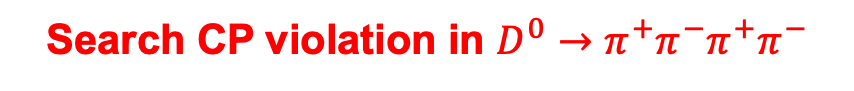 Search CP violation in D⁰ → π⁺π⁻π⁺π⁻